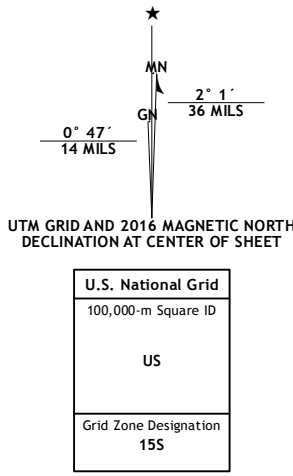 MN
GN
2° 1´
36 MILS
0° 47´
14 MILS
UTM GRID AND 2016 MAGNETIC NORTH
DECLINATION AT CENTER OF SHEET
U.S. National Grid
100,000-m Square ID
US
Grid Zone Designation
15S